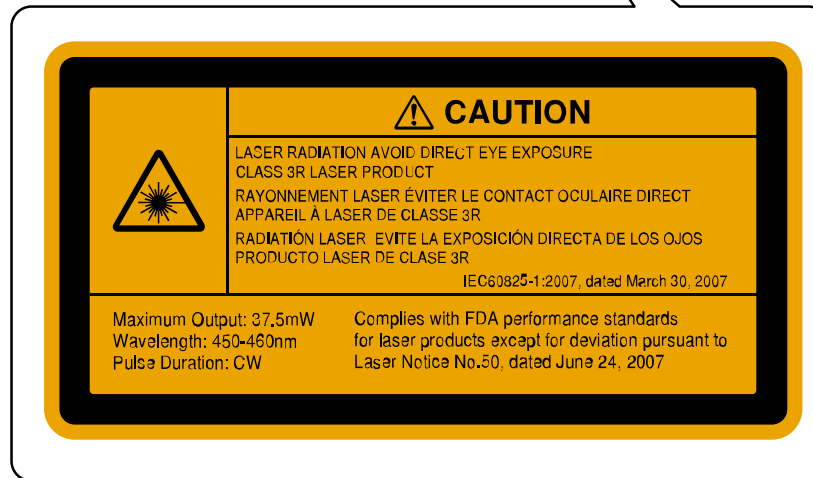 CAUTION
LASER RADIATION AVOID DIRECT EYE EXPOSURE
CLASS 3R LASER PRODUCT
RAYONNEMENT LASER ÉVITER LE CONTACT OCULAIRE DIRECT
APPAREIL À LASER DE CLASSE 3R
RADIATIÓN LASER EVITE LA EXPOSICIÓN DIRECTA DE LOS OJOS
PRODUCTO LASER DE CLASE 3R
IEC60825-1:2007, dated March 30, 2007
Maximum Output: 37.5mW
Wavelength: 450-460nm
Pulse Duration: CW
Complies with FDA performance standards
for laser products except for deviation pursuant to
Laser Notice No.50, dated June 24, 2007